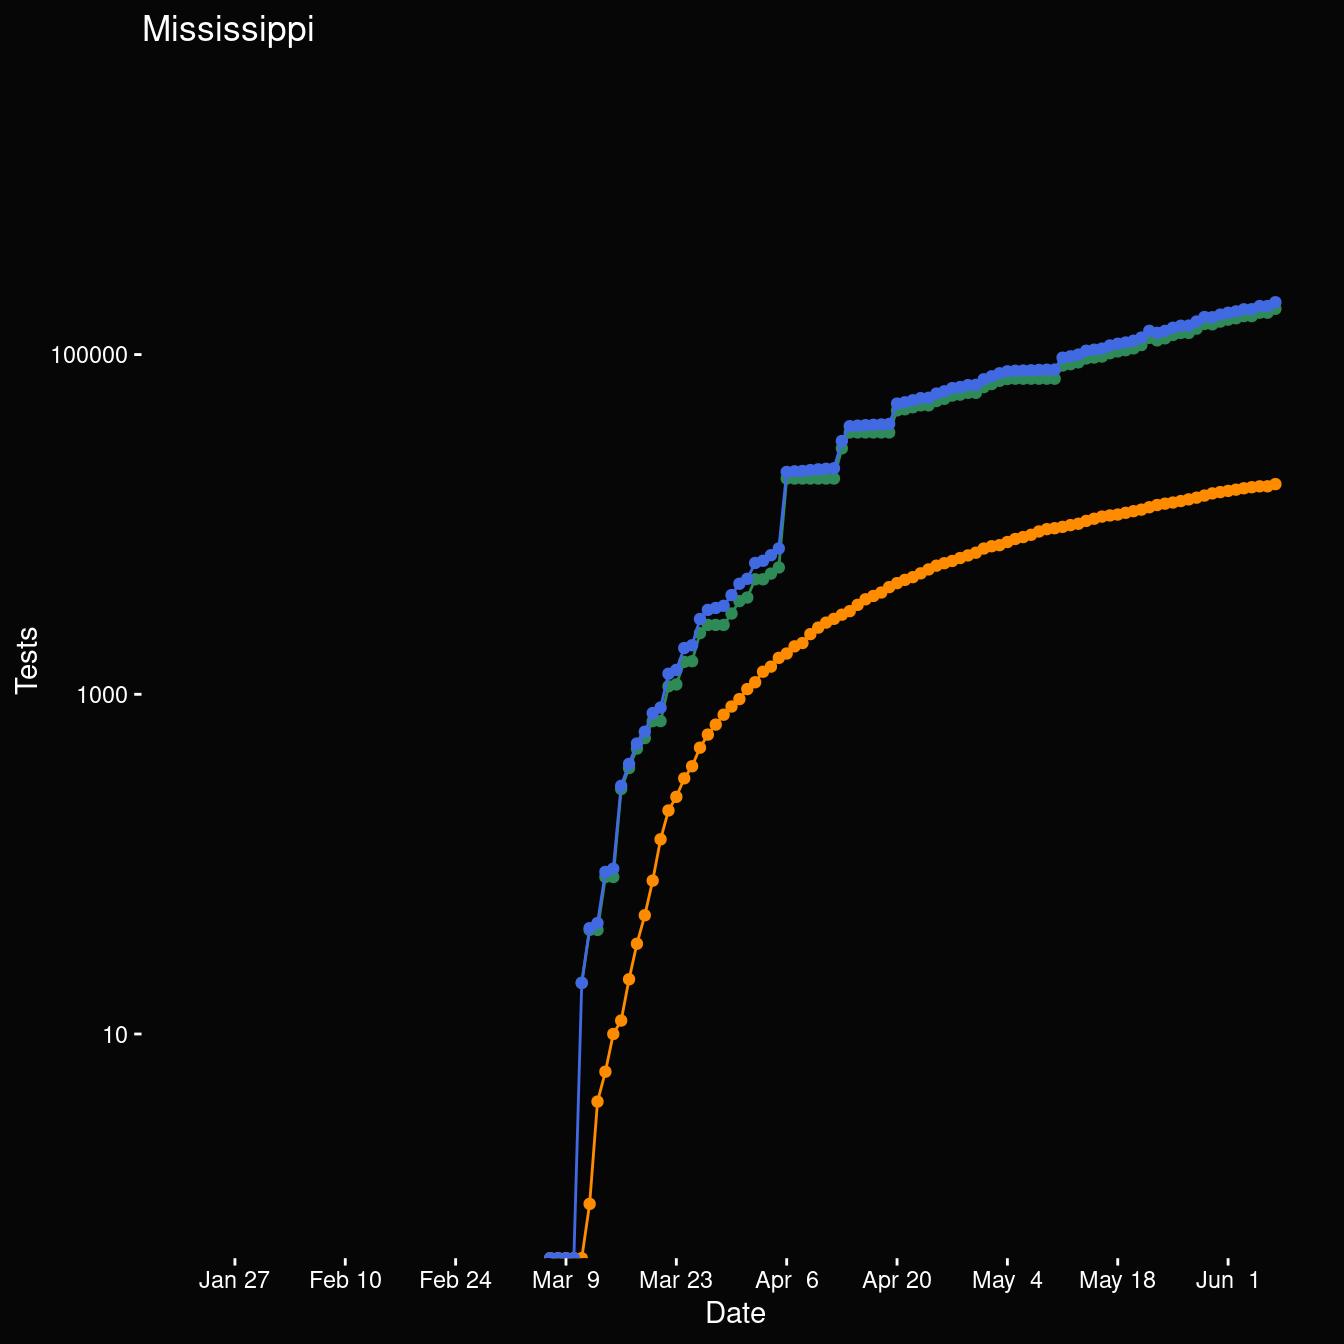 Mississippi
100000
1000
10
Tests
Jan 27
Feb 10
Feb 24
Mar  9
Mar 23
Apr  6
Apr 20
May  4
May 18
Jun  1
Date